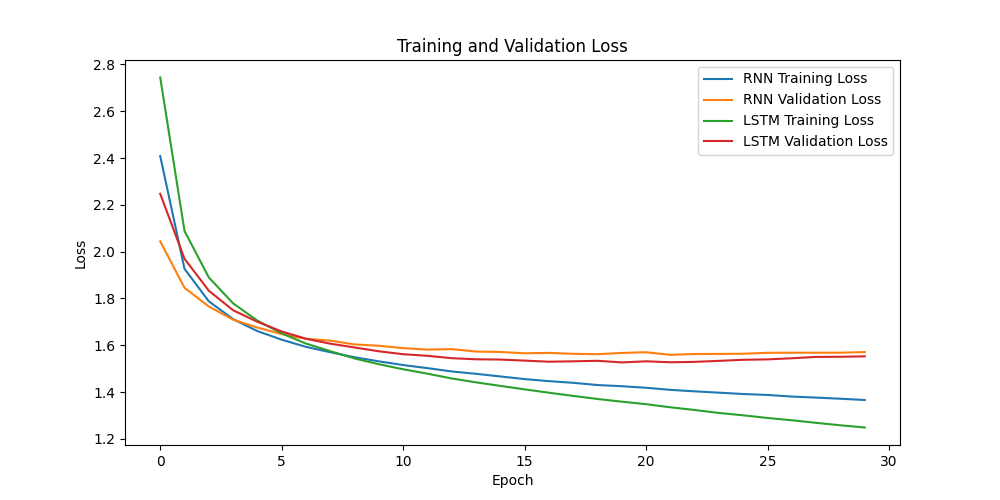 Training and Validation Loss
RNN Training Loss
RNN Validation Loss
LSTM Training Loss
LSTM Validation Loss
Loss
2.8
2.6
2.4
2.2
2.0
1.8
1.6
1.4
1.2
0 5 10 15 20 25 30
Epoch